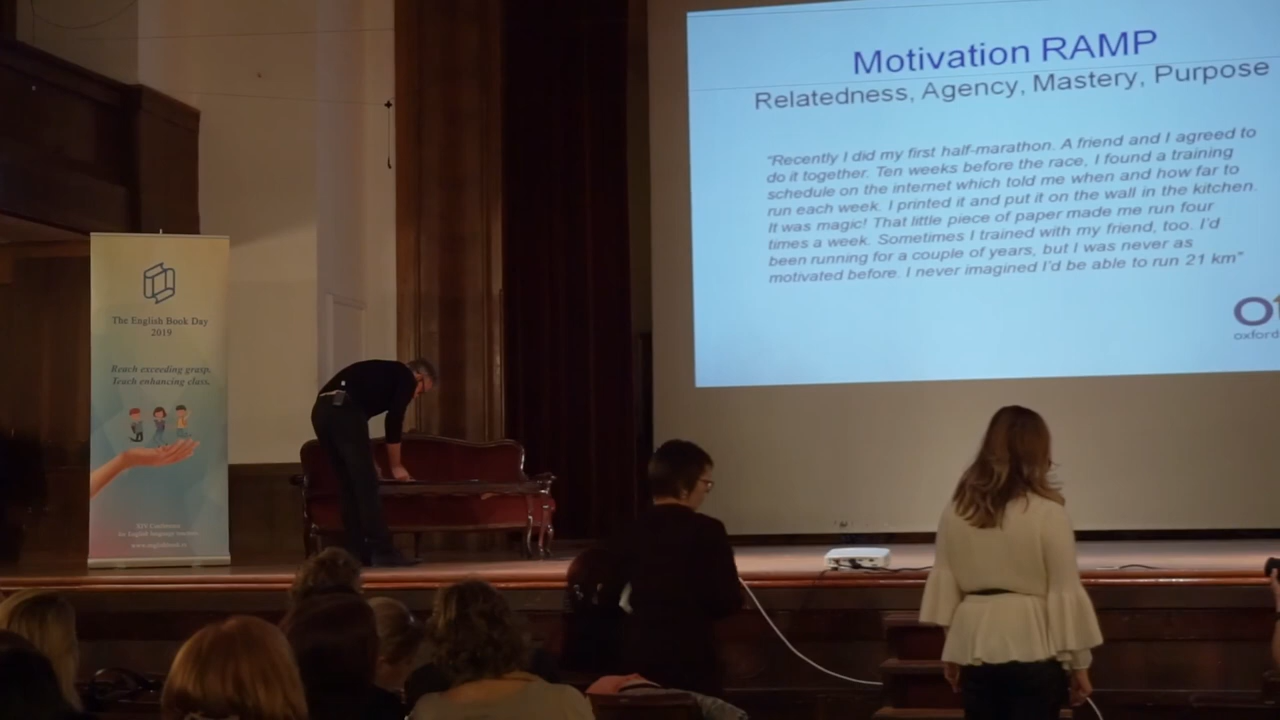 The English Book Day
2019
Reach exceeding grasp.
Teach enhancing class.
Motivation RAMP
Relatedness, Agency, Mastery, Purpose
"Recently I did my first half-marathon. A friend and I agreed to
do it together. Ten weeks before the race, I found a training
schedule on the internet which told me when and how far to
run each week. I printed it and put it on the wall in the kitchen.
It was magic! That little piece of paper made me run four
times a week. Sometimes I trained with my friend, too. I'd
been running for a couple of years, but I was never as
motivated before. I never imagined I'd be able to run 21 km"
oxford